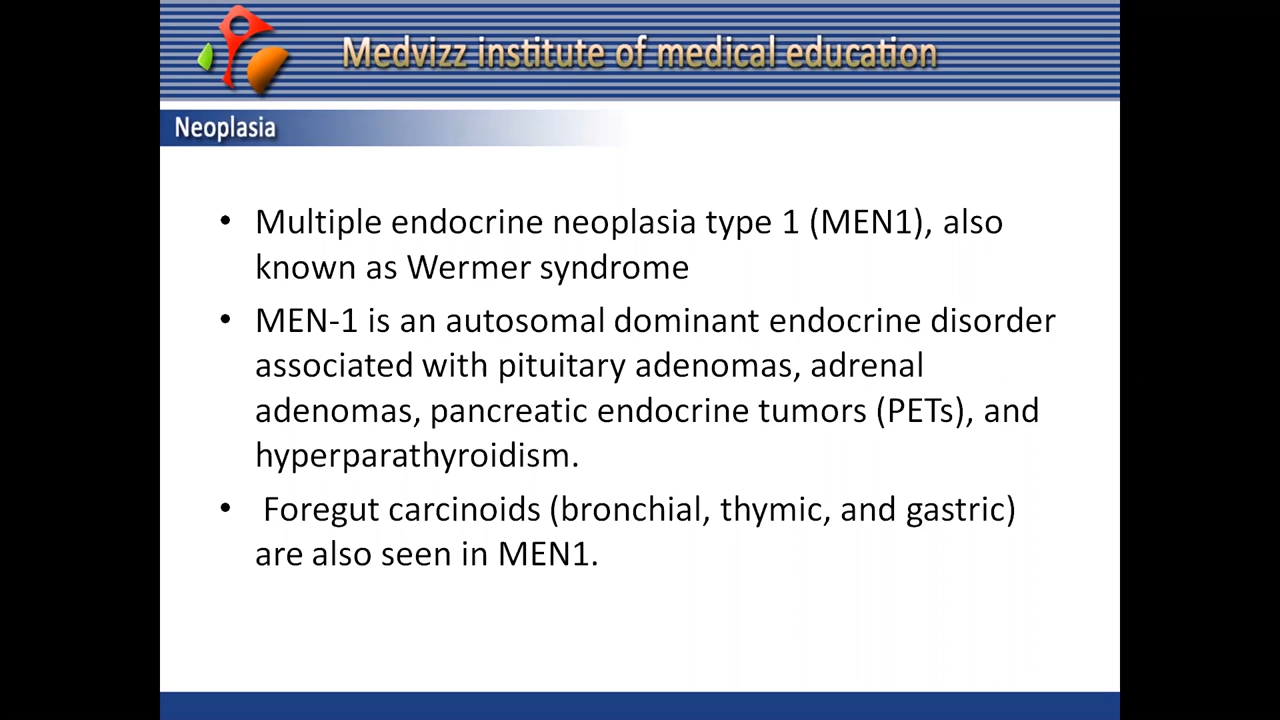 Medvizz institute of medical education
Neoplasia
• Multiple endocrine neoplasia type 1 (MEN1), also
known as Wermer syndrome
• MEN-1 is an autosomal dominant endocrine disorder
associated with pituitary adenomas, adrenal
adenomas, pancreatic endocrine tumors (PETs), and
hyperparathyroidism.
• Foregut carcinoids (bronchial, thymic, and gastric)
are also seen in MEN1.